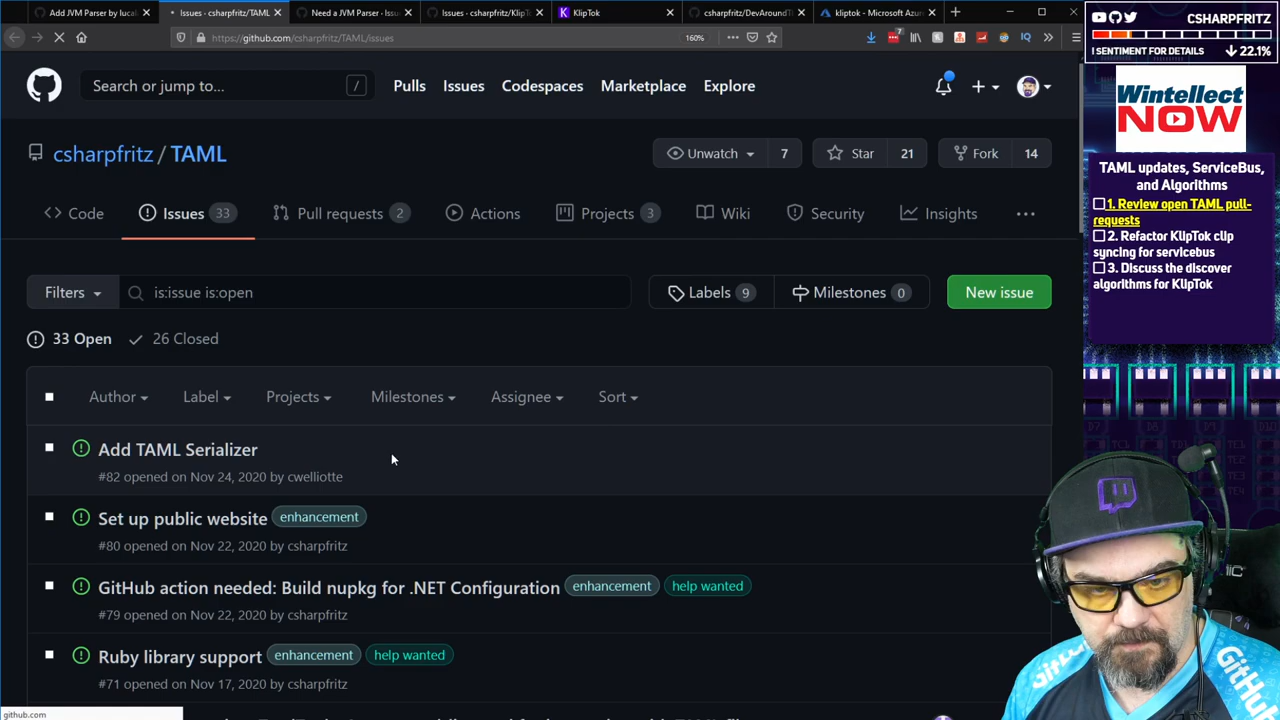 Add JVM Parser by luca
Issues · csharpfritz/TAML
Need a JVM Parser · Issu
Issues · csharpfritz/KlipT
KlipTok
csharpfritz/DevAroundT
kliptok - Microsoft Azu
https://github.com/csharpfritz/TAML/issues
160%
Search or jump to...
/
Pulls
Issues
Codespaces
Marketplace
Explore
csharpfritz / TAML
Unwatch 7
Star 21
Fork 14
Code
Issues 33
Pull requests 2
Actions
Projects 3
Wiki
Security
Insights
Filters
is:issue is:open
Labels 9
Milestones 0
New issue
33 Open
26 Closed
Author
Label
Projects
Milestones
Assignee
Sort
Add TAML Serializer
#82 opened on Nov 24, 2020 by cwelliotte
Set up public website enhancement
#80 opened on Nov 22, 2020 by csharpfritz
GitHub action needed: Build nupkg for .NET Configuration enhancement help wanted
#79 opened on Nov 22, 2020 by csharpfritz
Ruby library support enhancement help wanted
#71 opened on Nov 17, 2020 by csharpfritz
github.com
CSHARPFRITZ
! SENTIMENT FOR DETAILS
22.1%
Wintellect
NOW
TAML updates, ServiceBus,
and Algorithms
1. Review open TAML pull-
requests
2. Refactor KlipTok clip
syncing for servicebus
3. Discuss the discover
algorithms for KlipTok